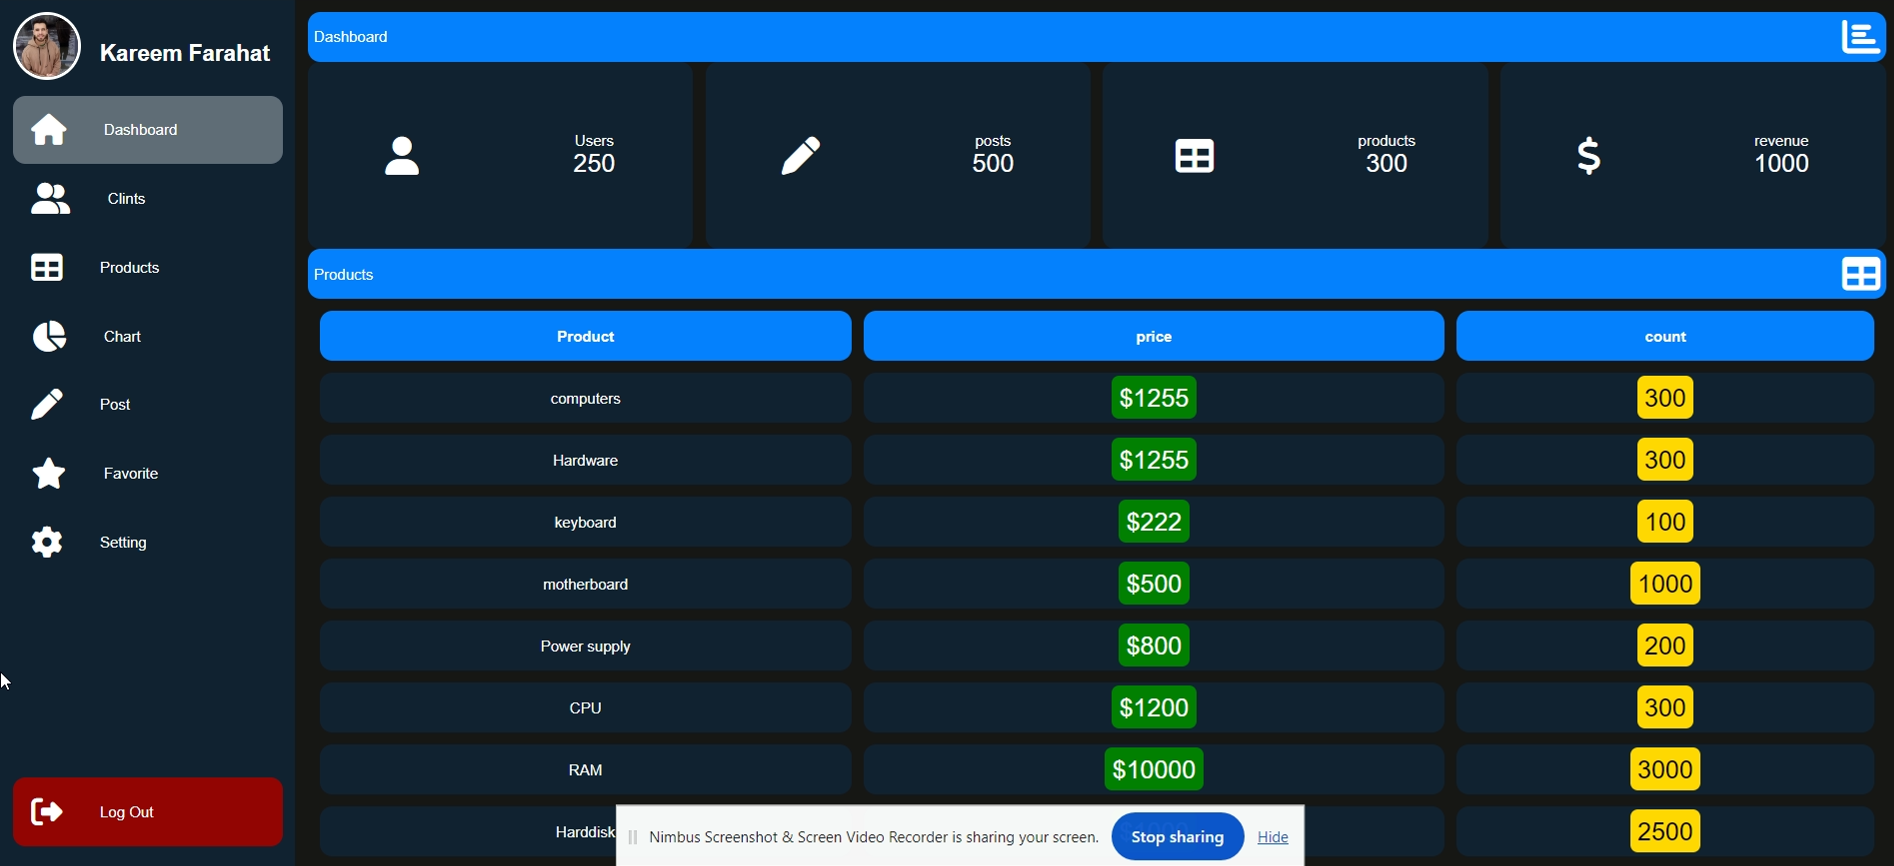 Kareem Farahat
Dashboard
Clints
Products
Chart
Post
Favorite
Setting
Log Out
Dashboard
Users
250
posts
500
products
300
revenue
1000
Products
Product price count
computers $1255 300
Hardware $1255 300
keyboard $222 100
motherboard $500 1000
Power supply $800 200
CPU $1200 300
RAM $10000 3000
Harddisk 2500
Nimbus Screenshot & Screen Video Recorder is sharing your screen. Stop sharing Hide